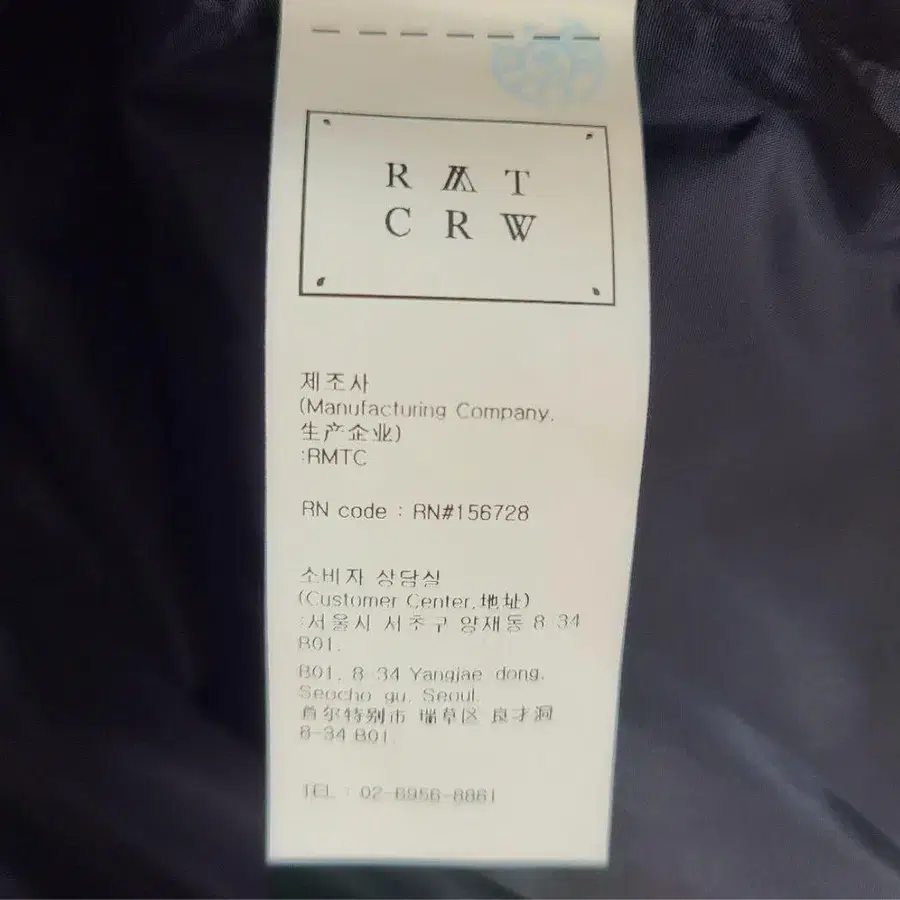 R M T
C R W
제조사
(Manufacturing Company,
生产企业)
:RMTC
RN code : RN#156728
소비자 상담실
(Customer Center,地址)
:서울시 서초구 양재동 8-34
B01.
B01, 8-34 Yangjae-dong,
Seocho-gu, Seoul.
首尔特别市 瑞草区 良才洞
8-34 B01.
TEL : 02-6956-8861